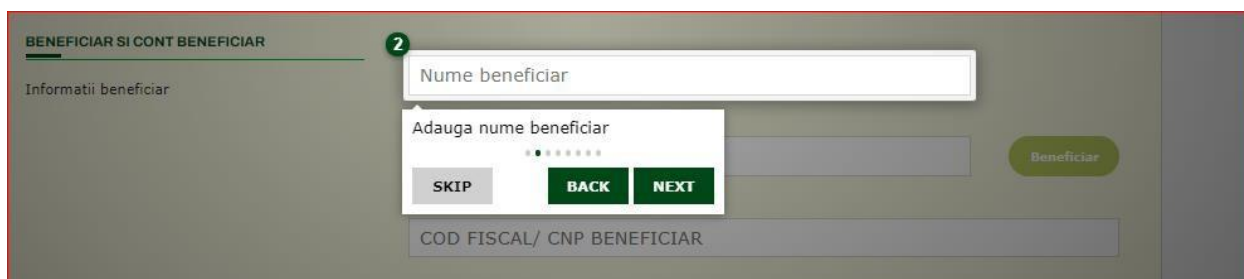 BENEFICIAR SI CONT BENEFICIAR
Informatii beneficiar
2
Nume beneficiar
Adauga nume beneficiar
SKIP BACK NEXT
Beneficiar
COD FISCAL/ CNP BENEFICIAR